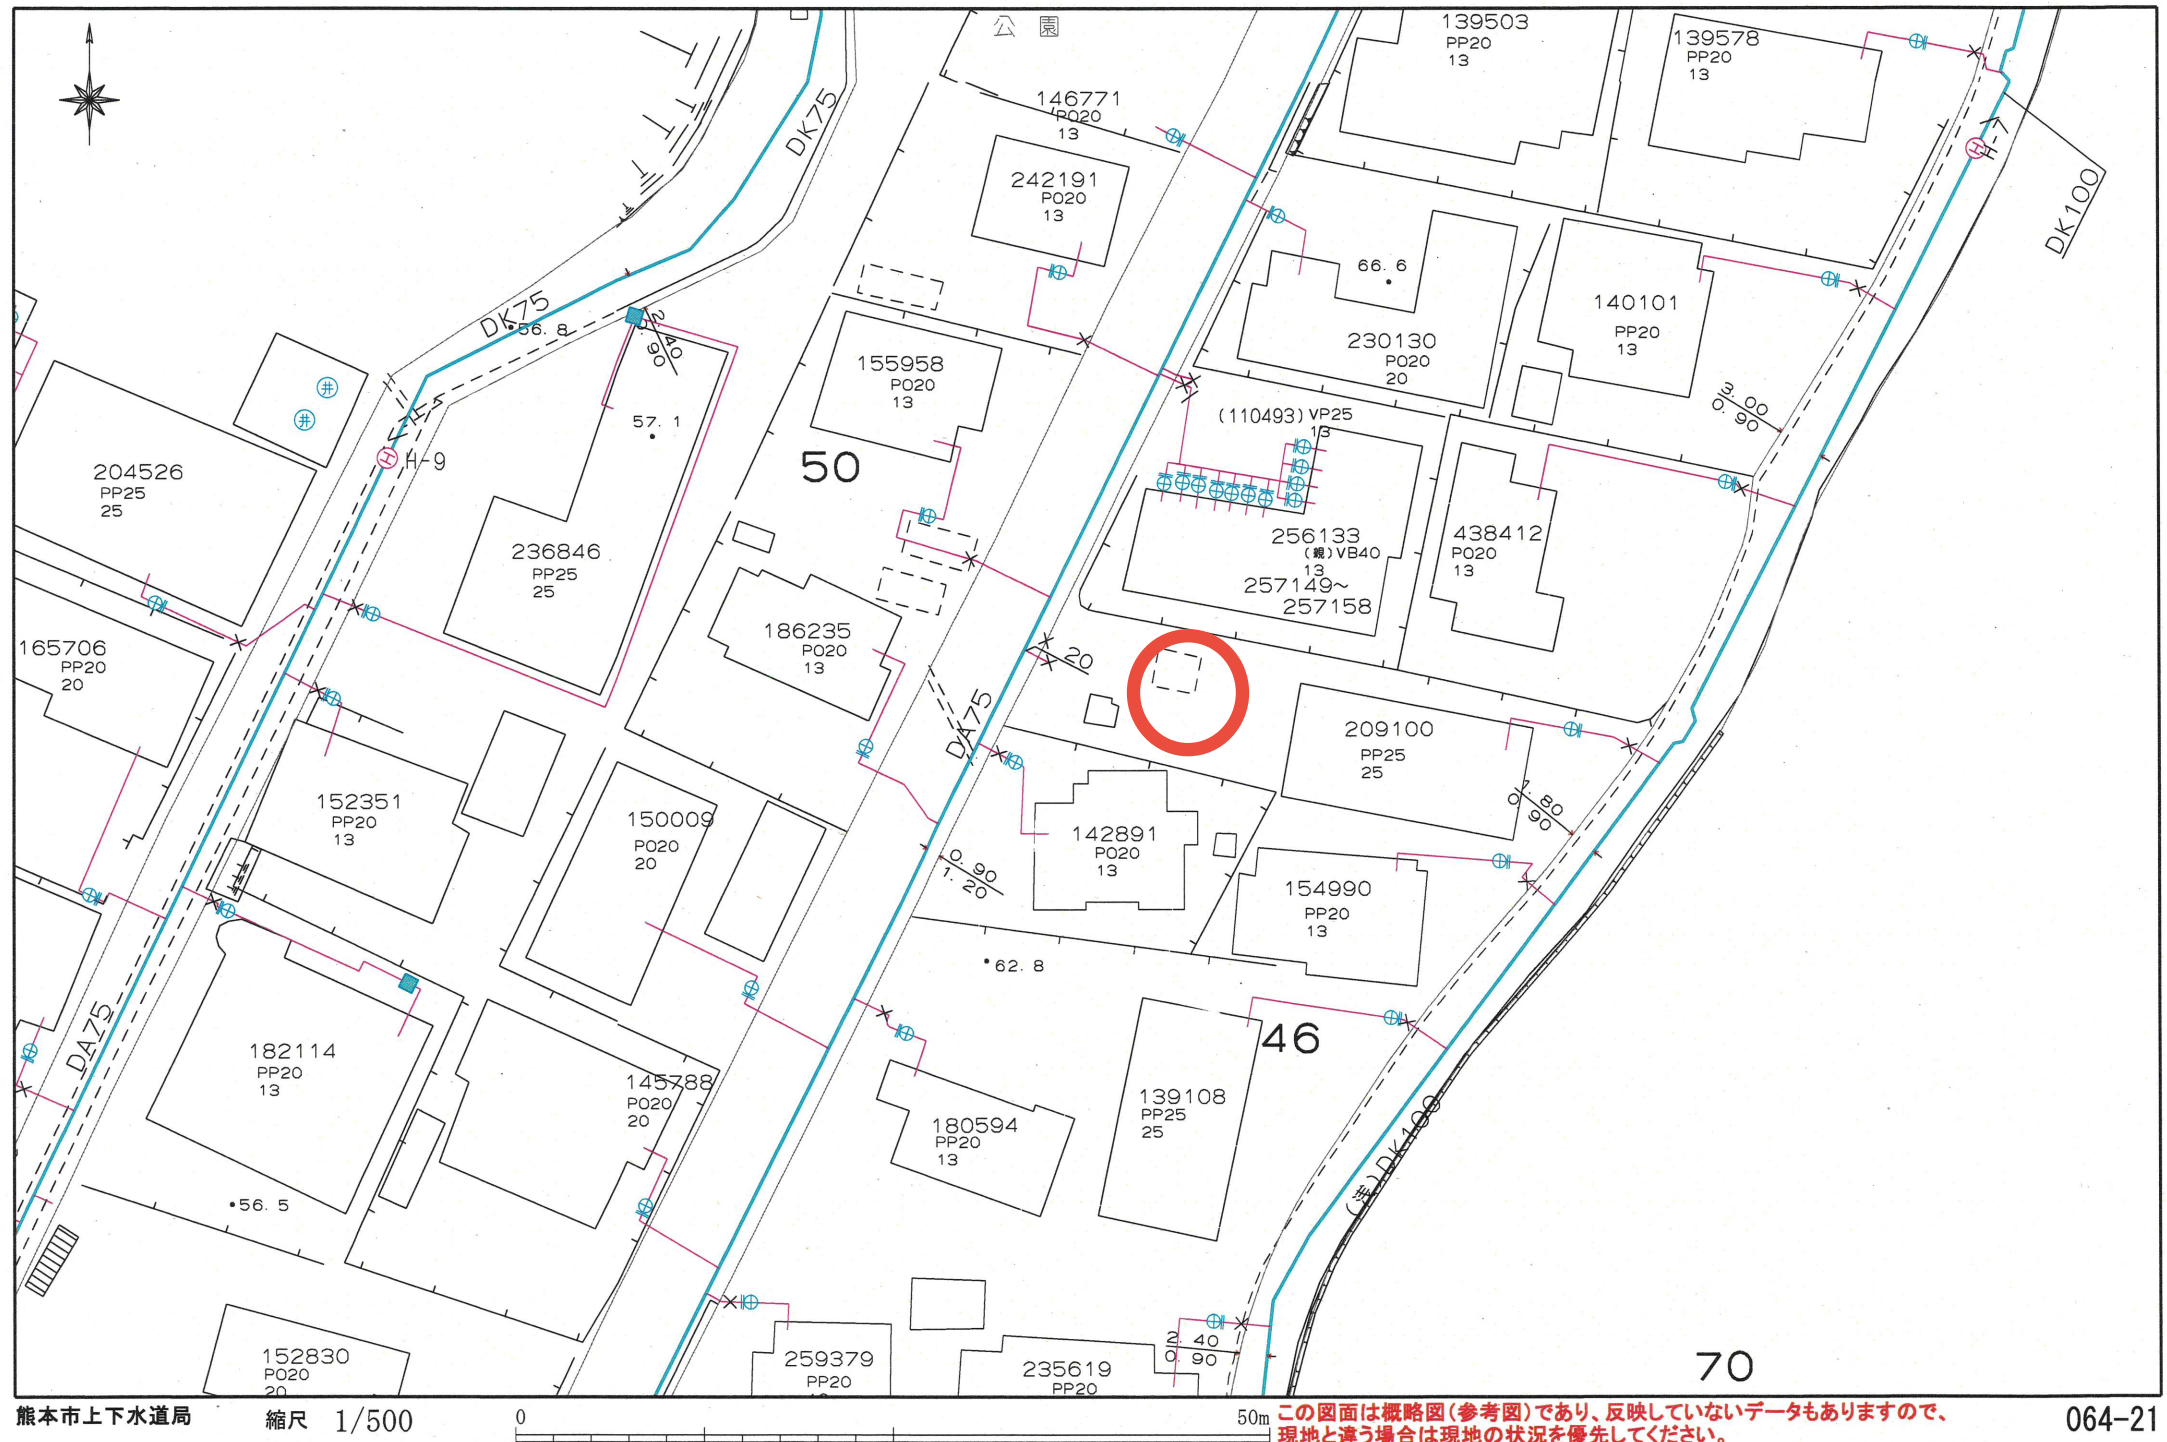 公 園
139503
PP20
13
139578
PP20
13
DK75
146771
PO20
13
H-7
242191
PO20
13
DK100
66.6
140101
PP20
13
DK75
56.8
2.40
0.90
230130
PO20
20
155958
PO20
13
3.00
0.90
57.1
(110493)VP25
13
井
井
H
H-9
50
204526
PP25
25
236846
PP25
25
256133
(親)VB40
13
257149～
257158
438412
PO20
13
186235
PO20
13
165706
PP20
20
20
DA75
209100
PP25
25
152351
PP20
13
150009
PO20
20
142891
PO20
13
1.80
0.90
0.90
1.20
154990
PP20
13
62.8
46
DA75
182114
PP20
13
145788
PO20
20
180594
PP20
13
139108
PP25
25
(洗)DK100
56.5
152830
PO20
20
259379
PP20
235619
PP20
2.40
0.90
70
熊本市上下水道局
縮尺 1/500
0 50m
この図面は概略図(参考図)であり、反映していないデータもありますので、
現地と違う場合は現地の状況を優先してください。
064-21